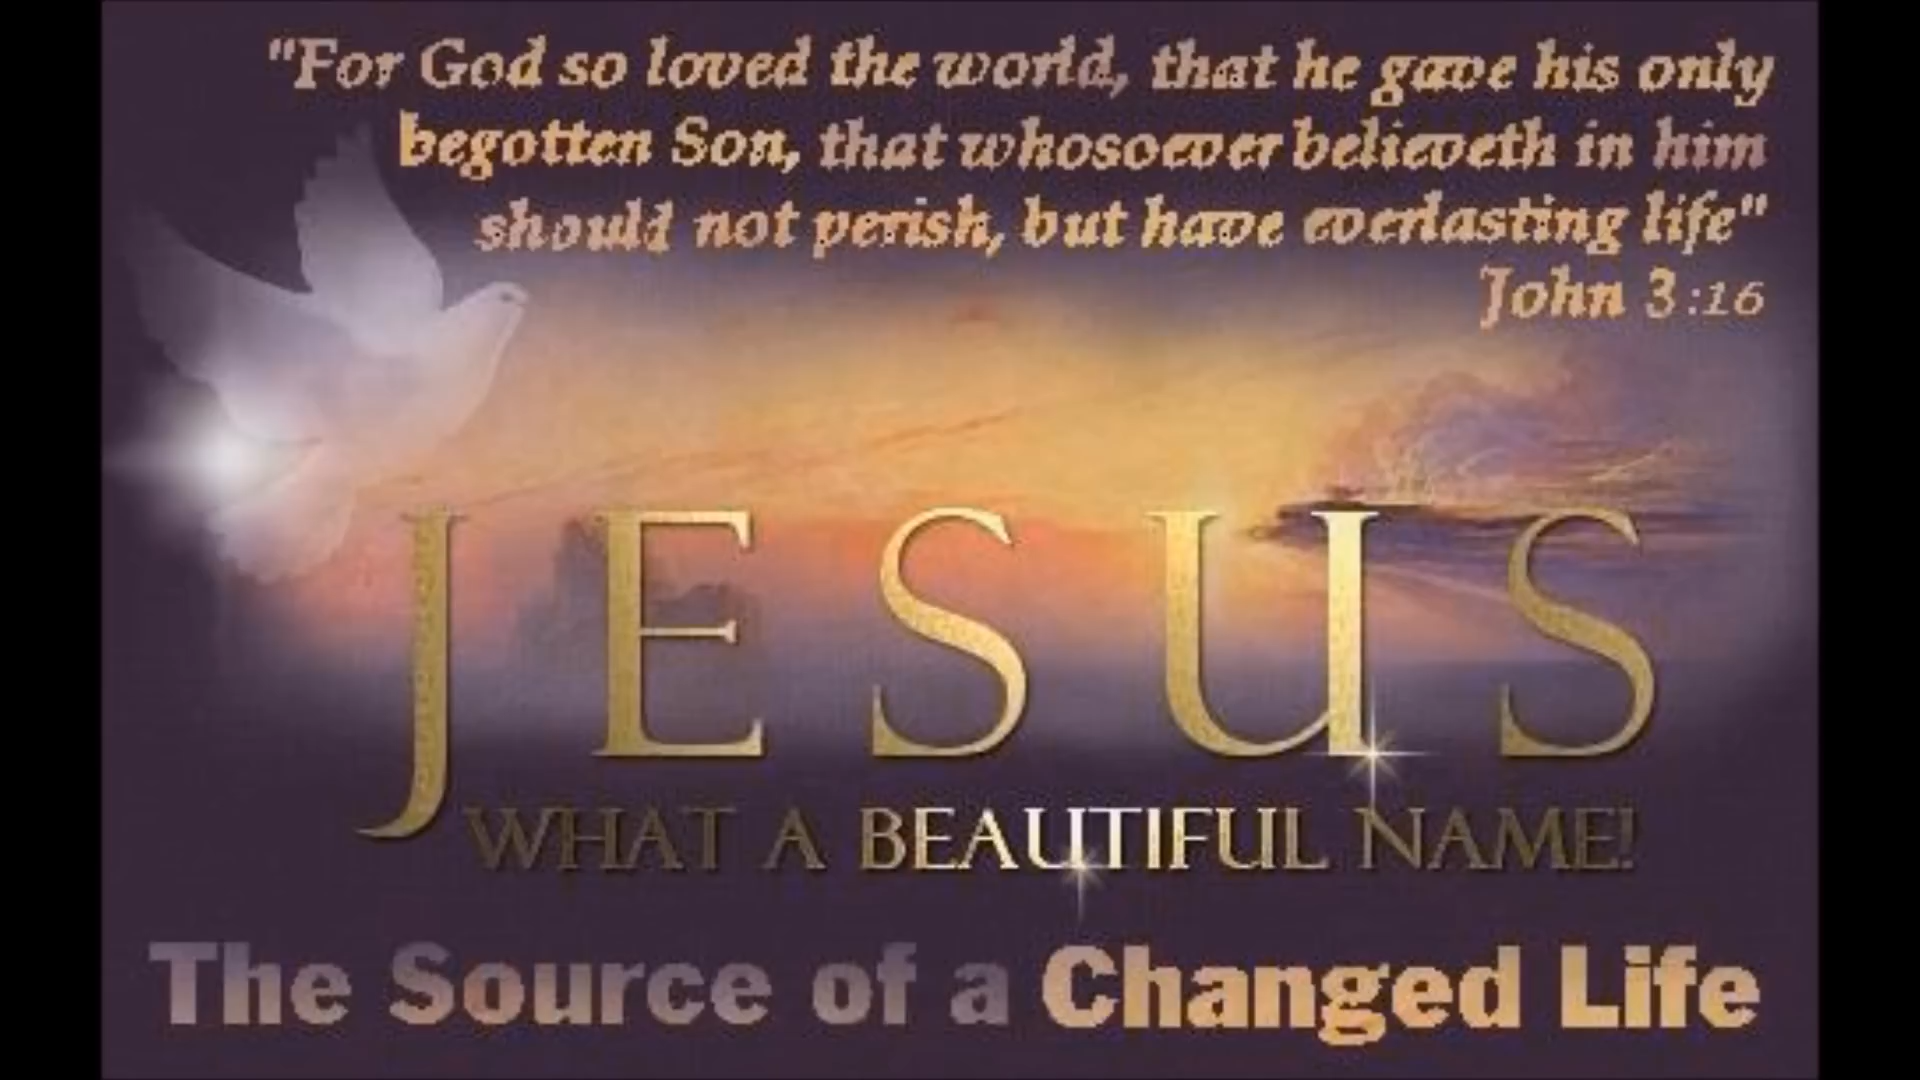 "For God so loved the world, that he gave his only
begotten Son, that whosoever believeth in him
should not perish, but have everlasting life"
John 3:16
JESUS
WHAT A BEAUTIFUL NAME!
The Source of a Changed Life